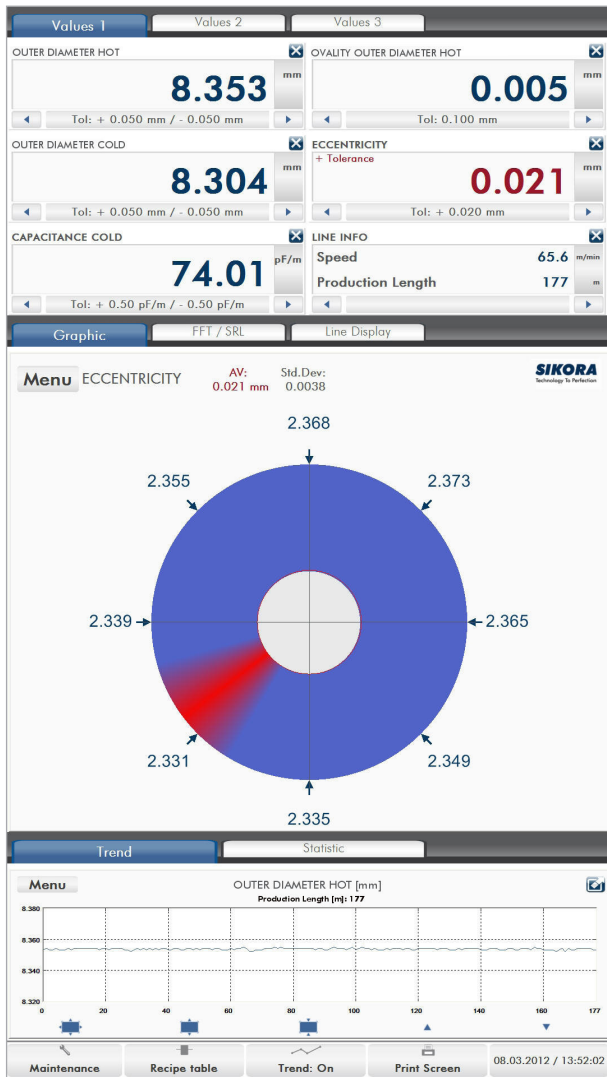 Values 1 Values 2 Values 3
OUTER DIAMETER HOT
8.353 mm
Tol: + 0.050 mm / - 0.050 mm
OVALITY OUTER DIAMETER HOT
0.005 mm
Tol: 0.100 mm
OUTER DIAMETER COLD
8.304 mm
Tol: + 0.050 mm / - 0.050 mm
ECCENTRICITY
+ Tolerance
0.021 mm
Tol: + 0.020 mm
CAPACITANCE COLD
74.01 pF/m
Tol: + 0.50 pF/m / - 0.50 pF/m
LINE INFO
Speed 65.6 m/min
Production Length 177 m
Graphic FFT / SRL Line Display
Menu ECCENTRICITY
AV: Std.Dev:
0.021 mm 0.0038
SIKORA
Technology To Perfection
2.368
2.355 2.373
2.339 2.365
2.331 2.349
2.335
Trend Statistic
Menu OUTER DIAMETER HOT [mm]
Production Length [m]: 177
8.380
8.360
8.340
8.320
0 20 40 60 80 100 120 140 160 177
Maintenance Recipe table Trend: On Print Screen 08.03.2012 / 13:52:02